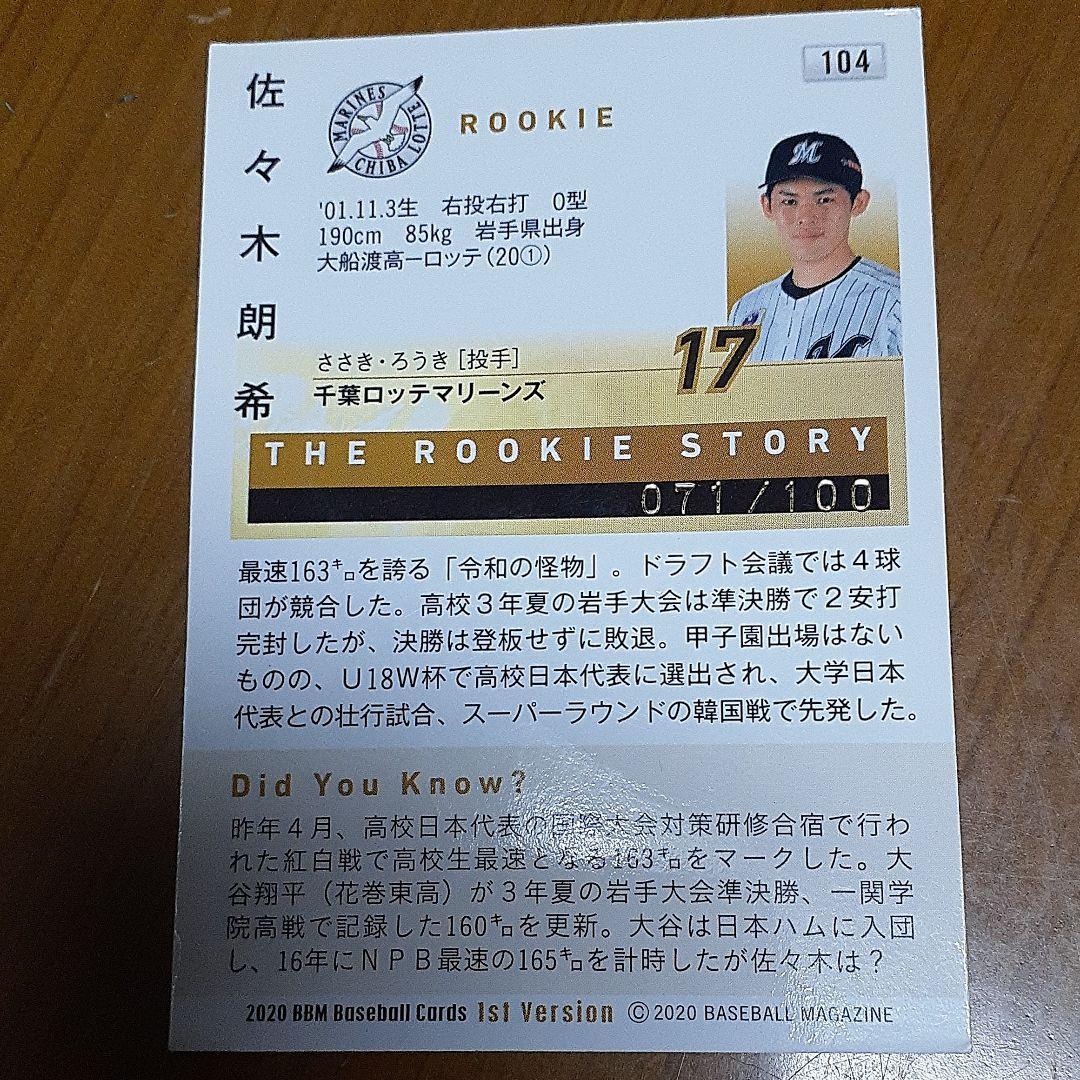 104
佐々木朗希
MARINES
CHIBA LOTTE
ROOKIE
M
'01.11.3生 右投右打 O型
190cm 85kg 岩手県出身
大船渡高ーロッテ(20①)
ささき・ろうき[投手]
17
千葉ロッテマリーンズ
THE ROOKIE STORY
071/100
最速163㌔を誇る「令和の怪物」。ドラフト会議では4球
団が競合した。高校3年夏の岩手大会は準決勝で2安打
完封したが、決勝は登板せずに敗退。甲子園出場はない
ものの、U18W杯で高校日本代表に選出され、大学日本
代表との壮行試合、スーパーラウンドの韓国戦で先発した。
Did You Know?
昨年4月、高校日本代表の国際大会対策研修合宿で行わ
れた紅白戦で高校生最速となる163㌔をマークした。大
谷翔平(花巻東高)が3年夏の岩手大会準決勝、一関学
院高戦で記録した160㌔を更新。大谷は日本ハムに入団
し、16年にNPB最速の165㌔を計時したが佐々木は?
2020 BBM Baseball Cards 1st Version ©2020 BASEBALL MAGAZINE